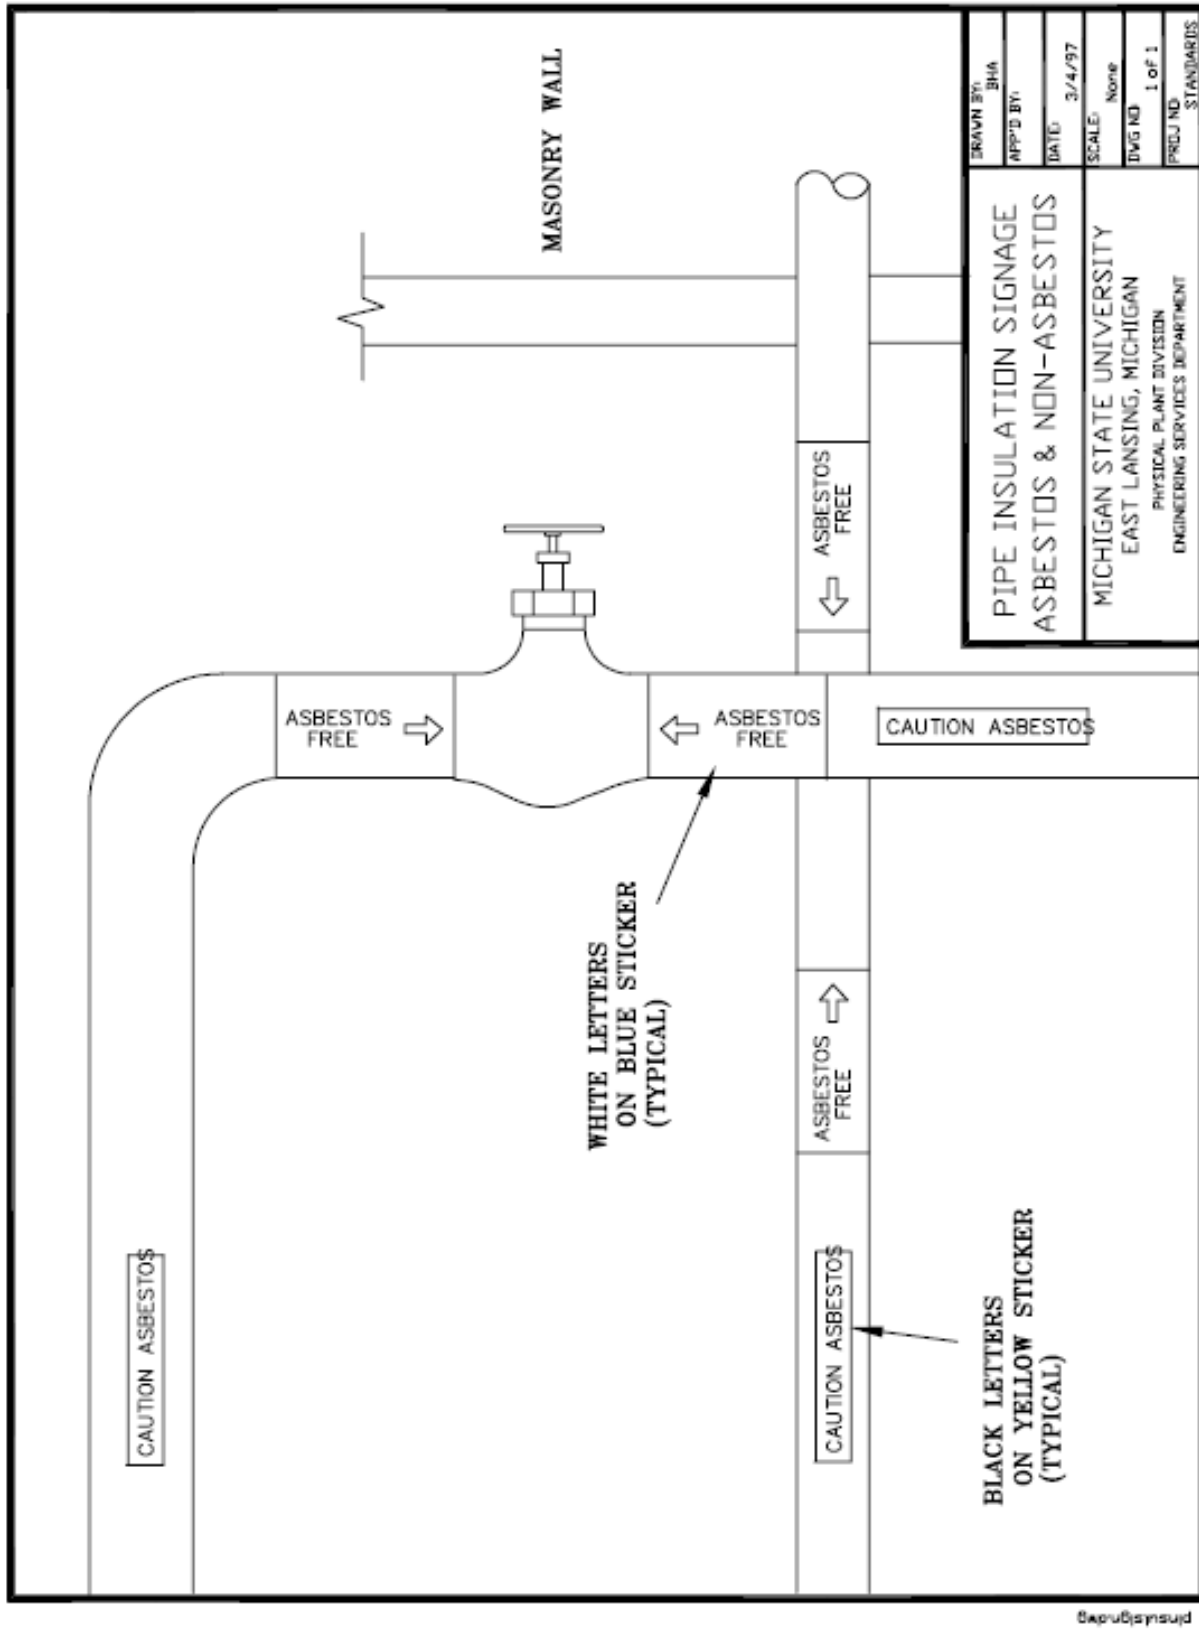 MASONRY WALL
ASBESTOS
FREE
ASBESTOS
FREE
ASBESTOS
FREE
CAUTION ASBESTOS
WHITE LETTERS
ON BLUE STICKER
(TYPICAL)
ASBESTOS
FREE
CAUTION ASBESTOS
CAUTION ASBESTOS
BLACK LETTERS
ON YELLOW STICKER
(TYPICAL)
PIPE INSULATION SIGNAGE
ASBESTOS & NON-ASBESTOS
MICHIGAN STATE UNIVERSITY
EAST LANSING, MICHIGAN
PHYSICAL PLANT DIVISION
ENGINEERING SERVICES DEPARTMENT
DRAWN BY:
BHA
APP'D BY:
DATE:
3/4/97
SCALE:
None
DWG NO:
1 OF 1
PROJ NO:
STANDARDS
pinsulsign.dwg